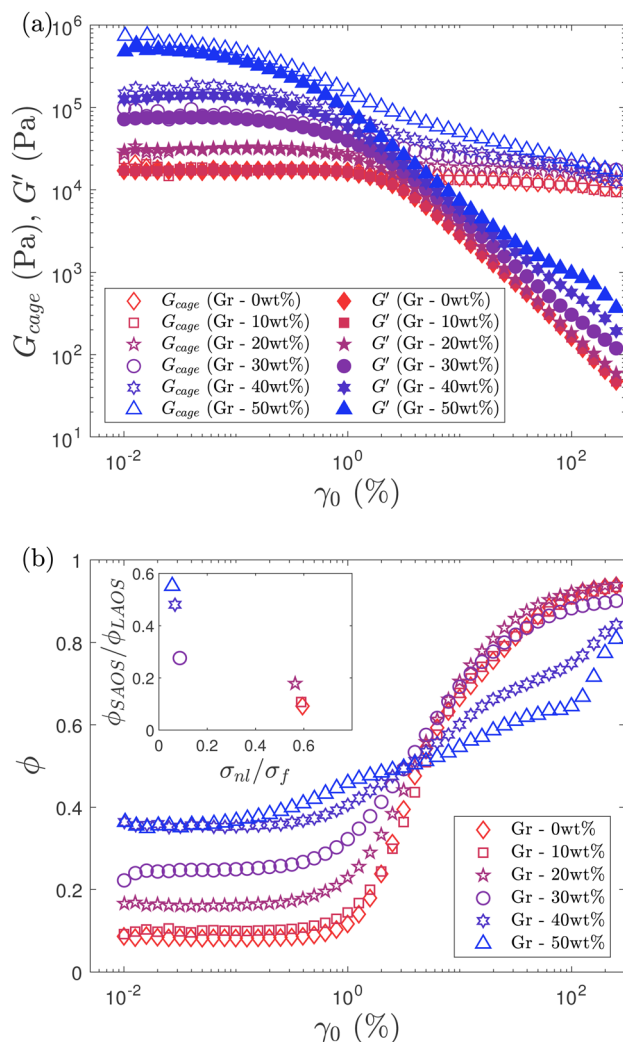 (a)
10^6
10^5
10^4
10^3
10^2
10^1
G_cage (Pa), G′ (Pa)
G_cage (Gr - 0wt%) G′ (Gr - 0wt%)
G_cage (Gr - 10wt%) G′ (Gr - 10wt%)
G_cage (Gr - 20wt%) G′ (Gr - 20wt%)
G_cage (Gr - 30wt%) G′ (Gr - 30wt%)
G_cage (Gr - 40wt%) G′ (Gr - 40wt%)
G_cage (Gr - 50wt%) G′ (Gr - 50wt%)
10^-2 10^0 10^2
γ_0 (%)
(b)
1
0.8
0.6
0.4
0.2
0
ϕ
0.6
0.4
0.2
0
ϕ_SAOS/ϕ_LAOS
0 0.2 0.4 0.6
σ_nl/σ_f
Gr - 0wt%
Gr - 10wt%
Gr - 20wt%
Gr - 30wt%
Gr - 40wt%
Gr - 50wt%
10^-2 10^0 10^2
γ_0 (%)